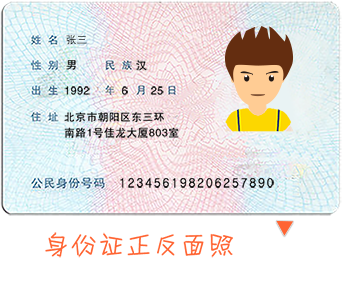 姓名 张三
性别 男 民族 汉
出生 1992 年 6 月 25 日
住址 北京市朝阳区东三环
南路1号佳龙大厦803室
公民身份号码 123456198206257890
身份证正反面照